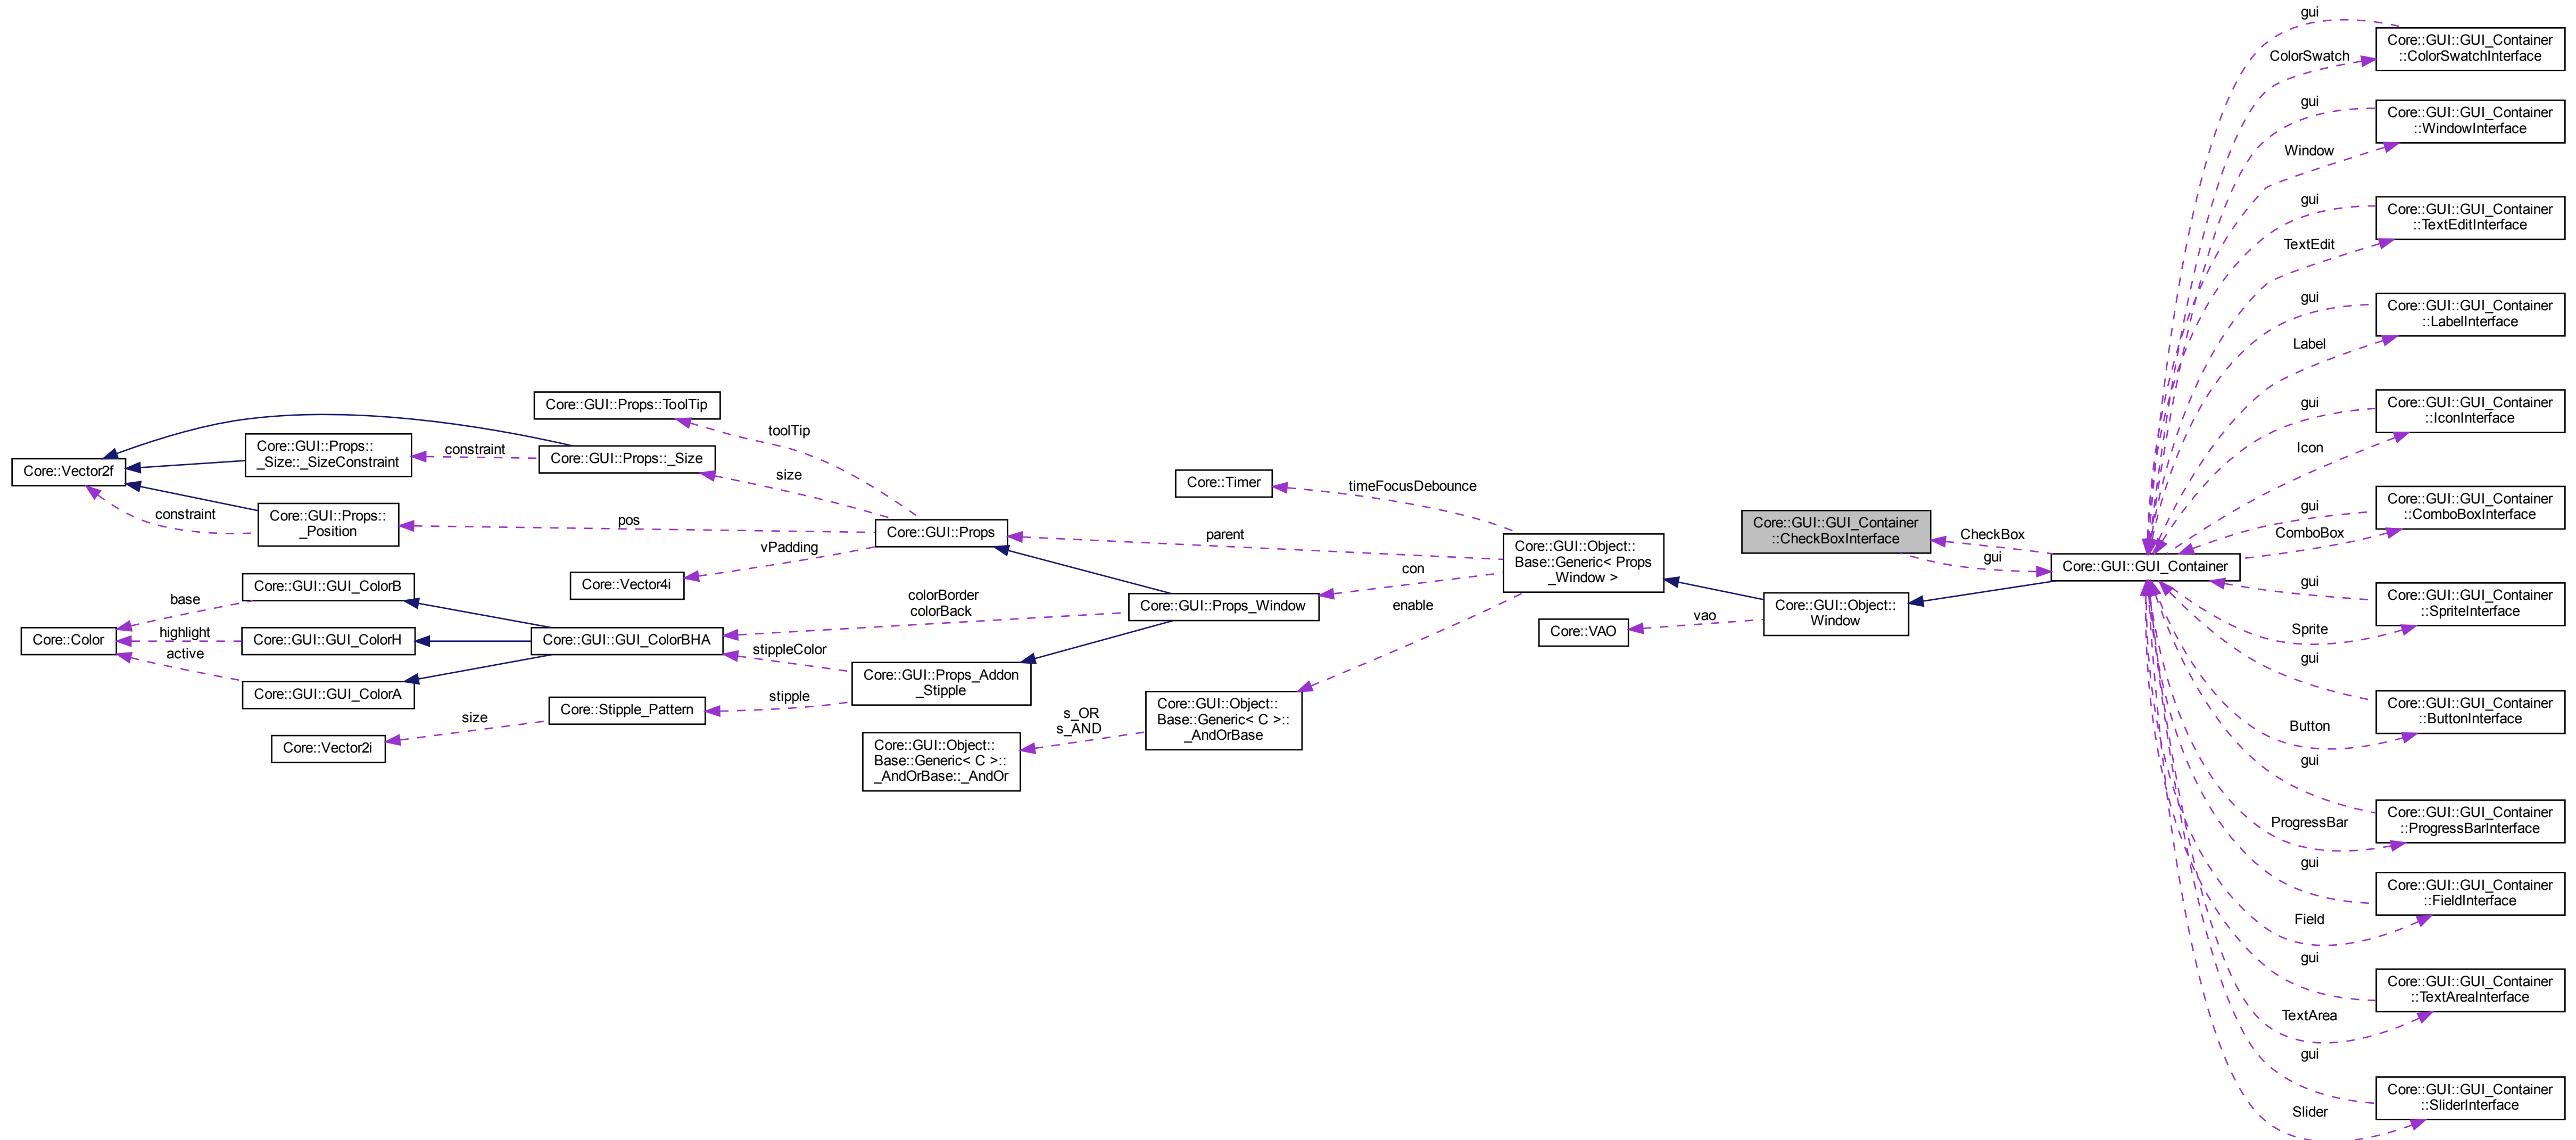 gui
Core::GUI::GUI_Container
::ColorSwatchInterface
ColorSwatch
gui
Core::GUI::GUI_Container
::WindowInterface
Window
gui
Core::GUI::GUI_Container
::TextEditInterface
TextEdit
gui
Core::GUI::GUI_Container
::LabelInterface
Label
gui
Core::GUI::GUI_Container
::IconInterface
Icon
gui
Core::GUI::GUI_Container
::ComboBoxInterface
ComboBox
gui
Core::GUI::GUI_Container
::SpriteInterface
Sprite
gui
Core::GUI::GUI_Container
::ButtonInterface
Button
gui
Core::GUI::GUI_Container
::ProgressBarInterface
ProgressBar
gui
Core::GUI::GUI_Container
::FieldInterface
Field
gui
Core::GUI::GUI_Container
::TextAreaInterface
TextArea
gui
Core::GUI::GUI_Container
::SliderInterface
Slider
Core::GUI::GUI_Container
Core::GUI::GUI_Container
::CheckBoxInterface
CheckBox
gui
Core::GUI::Object::
Window
vao
Core::VAO
Core::GUI::Object::
Base::Generic< Props
_Window >
timeFocusDebounce
Core::Timer
parent
con
enable
Core::GUI::Props_Window
Core::GUI::Object::
Base::Generic< C >::
_AndOrBase
s_OR
s_AND
Core::GUI::Object::
Base::Generic< C >::
_AndOrBase::_AndOr
Core::GUI::Props
toolTip
size
pos
vPadding
colorBorder
colorBack
Core::GUI::Props_Addon
_Stipple
stippleColor
stipple
Core::GUI::Props::ToolTip
Core::GUI::Props::_Size
Core::Vector4i
Core::GUI::GUI_ColorBHA
Core::Stipple_Pattern
size
constraint
Core::GUI::Props::
_Size::_SizeConstraint
Core::GUI::Props::
_Position
constraint
Core::Vector2f
Core::GUI::GUI_ColorB
Core::GUI::GUI_ColorH
Core::GUI::GUI_ColorA
base
highlight
active
Core::Color
Core::Vector2i